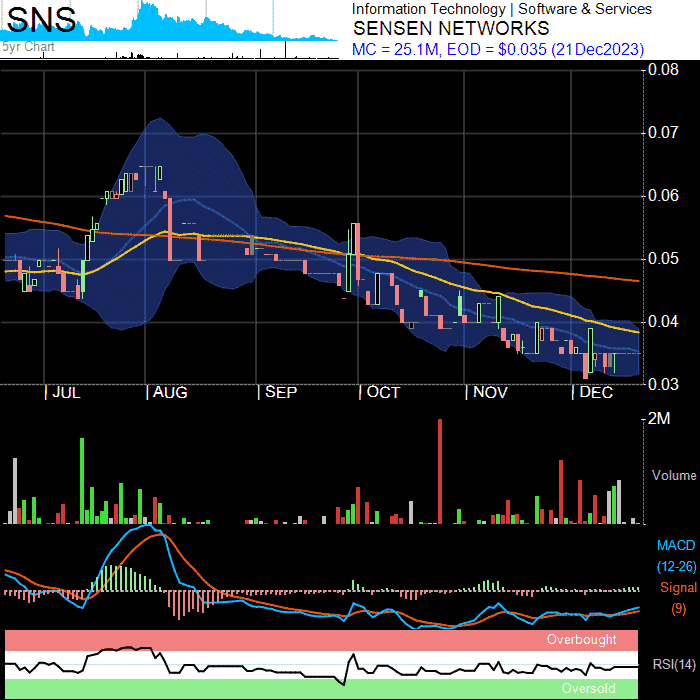 SNS
5yr Chart
Information Technology | Software & Services
SENSEN NETWORKS
MC = 25.1M, EOD = $0.035 (21Dec2023)
0.08
0.07
0.06
0.05
0.04
0.03
JUL
AUG
SEP
OCT
NOV
DEC
2M
Volume
MACD
(12-26)
Signal
(9)
Overbought
RSI(14)
Oversold